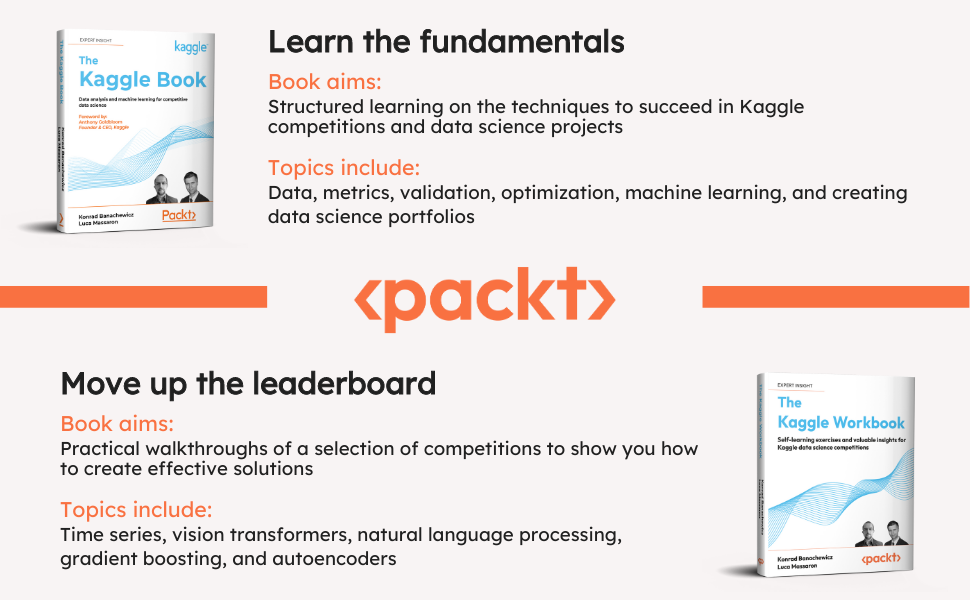 EXPERT INSIGHT
kaggle
The
Kaggle Book
Data analysis and machine learning for competitive
data science
Foreword by:
Anthony Goldbloom
Founder & CEO, Kaggle
Konrad Banachewicz
Luca Massaron
Packt>
Learn the fundamentals
Book aims:
Structured learning on the techniques to succeed in Kaggle
competitions and data science projects
Topics include:
Data, metrics, validation, optimization, machine learning, and creating
data science portfolios
<packt>
Move up the leaderboard
Book aims:
Practical walkthroughs of a selection of competitions to show you how
to create effective solutions
Topics include:
Time series, vision transformers, natural language processing,
gradient boosting, and autoencoders
EXPERT INSIGHT
The
Kaggle Workbook
Self-learning exercises and valuable insights for
Kaggle data science competitions
Konrad Banachewicz
Luca Massaron
<packt>